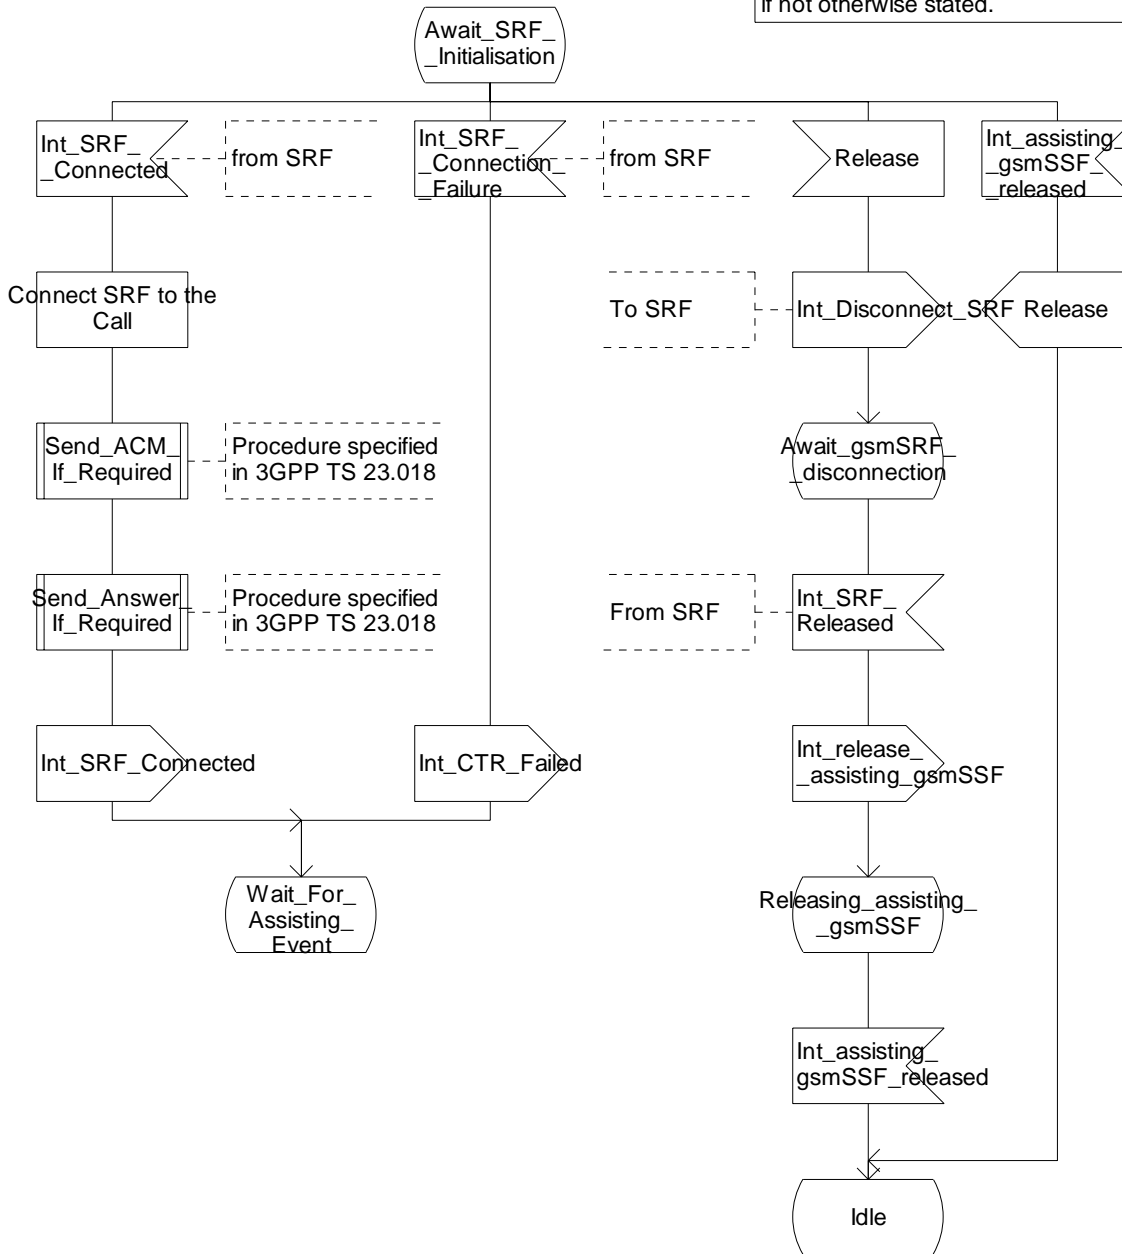 if not otherwise stated.
Await_SRF_
_Initialisation
Int_SRF_
_Connected
from SRF
Int_SRF_
_Connection_
_Failure
from SRF
Release
Int_assisting_
_gsmSSF_
_released
Connect SRF to the
Call
To SRF
Int_Disconnect_SRF
Release
Send_ACM_
If_Required
Procedure specified
in 3GPP TS 23.018
Await_gsmSRF_
_disconnection
Send_Answer_
If_Required
Procedure specified
in 3GPP TS 23.018
From SRF
Int_SRF_
Released
Int_SRF_Connected
Int_CTR_Failed
Int_release_
_assisting_gsmSSF
Wait_For_
Assisting_
Event
Releasing_assisting_
_gsmSSF
Int_assisting_
gsmSSF_released
Idle